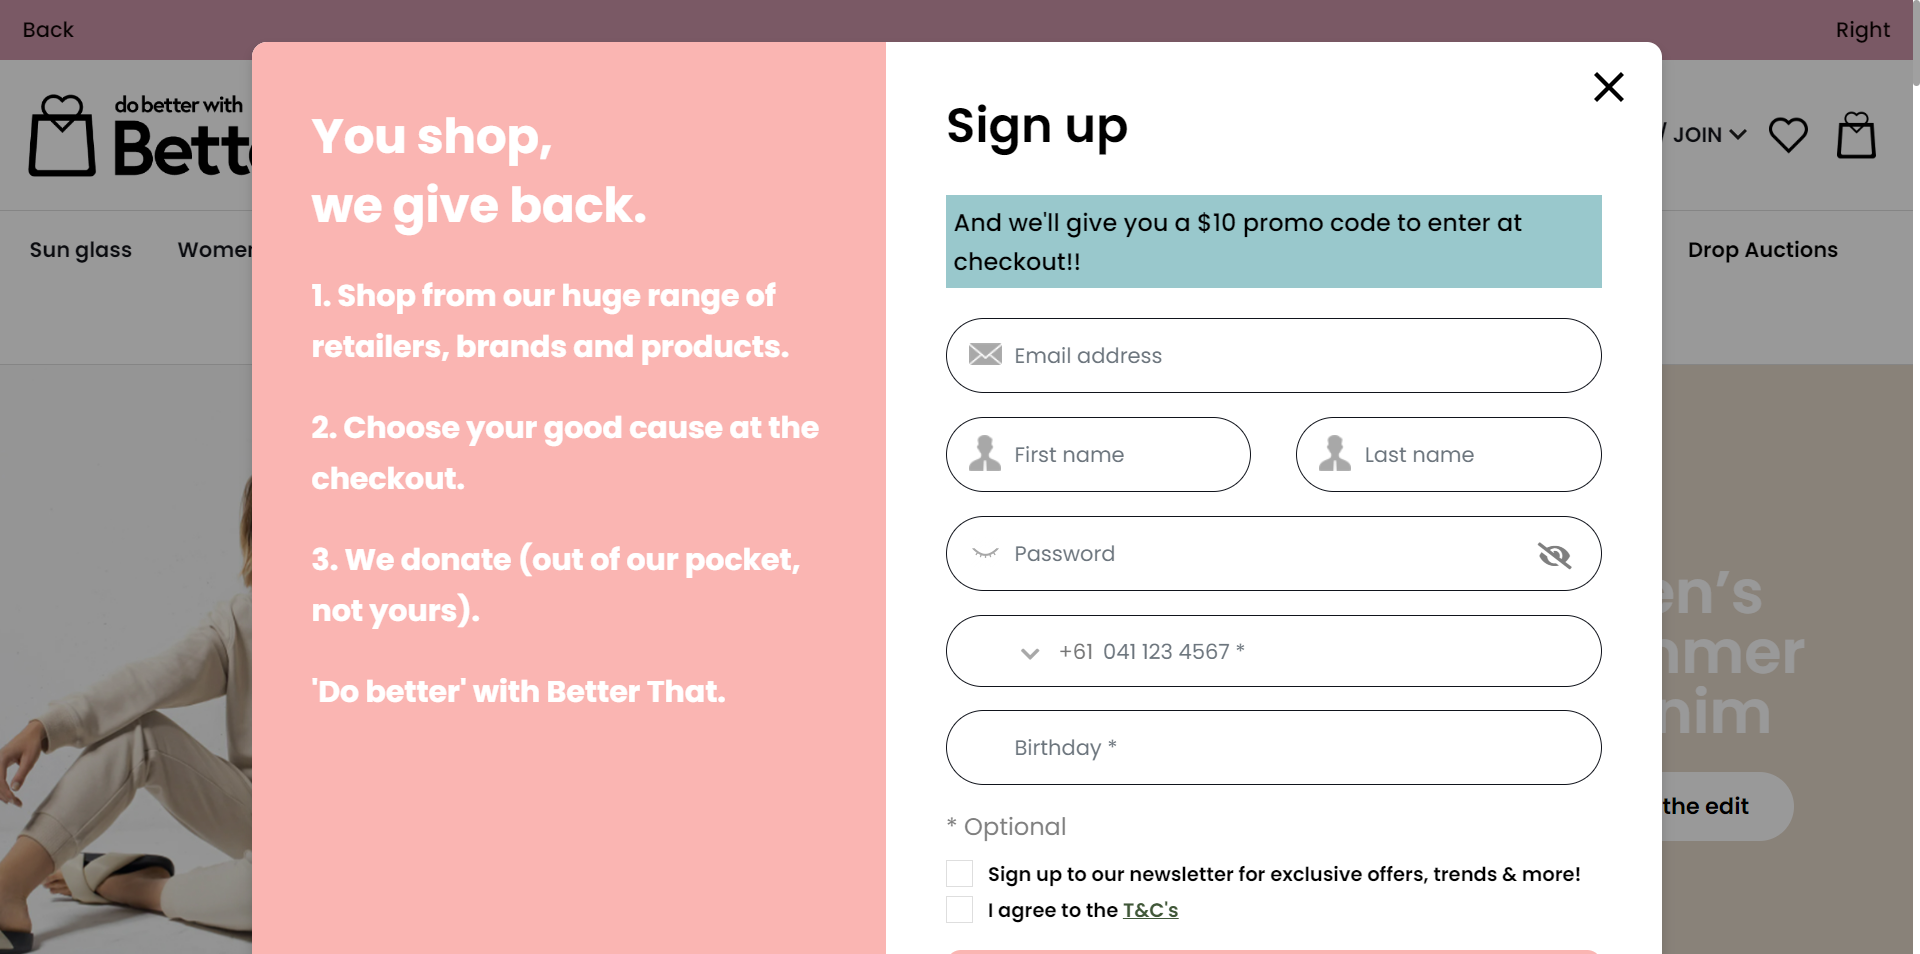 Back
Right
do better with
Bette
/ JOIN
Sun glass
Women
Drop Auctions
You shop,
we give back.
1. Shop from our huge range of
retailers, brands and products.
2. Choose your good cause at the
checkout.
3. We donate (out of our pocket,
not yours).
'Do better' with Better That.
Sign up
And we'll give you a $10 promo code to enter at
checkout!!
Email address
First name
Last name
Password
+61 041 123 4567 *
Birthday *
* Optional
Sign up to our newsletter for exclusive offers, trends & more!
I agree to the T&C's
en’s
mmer
nim
the edit